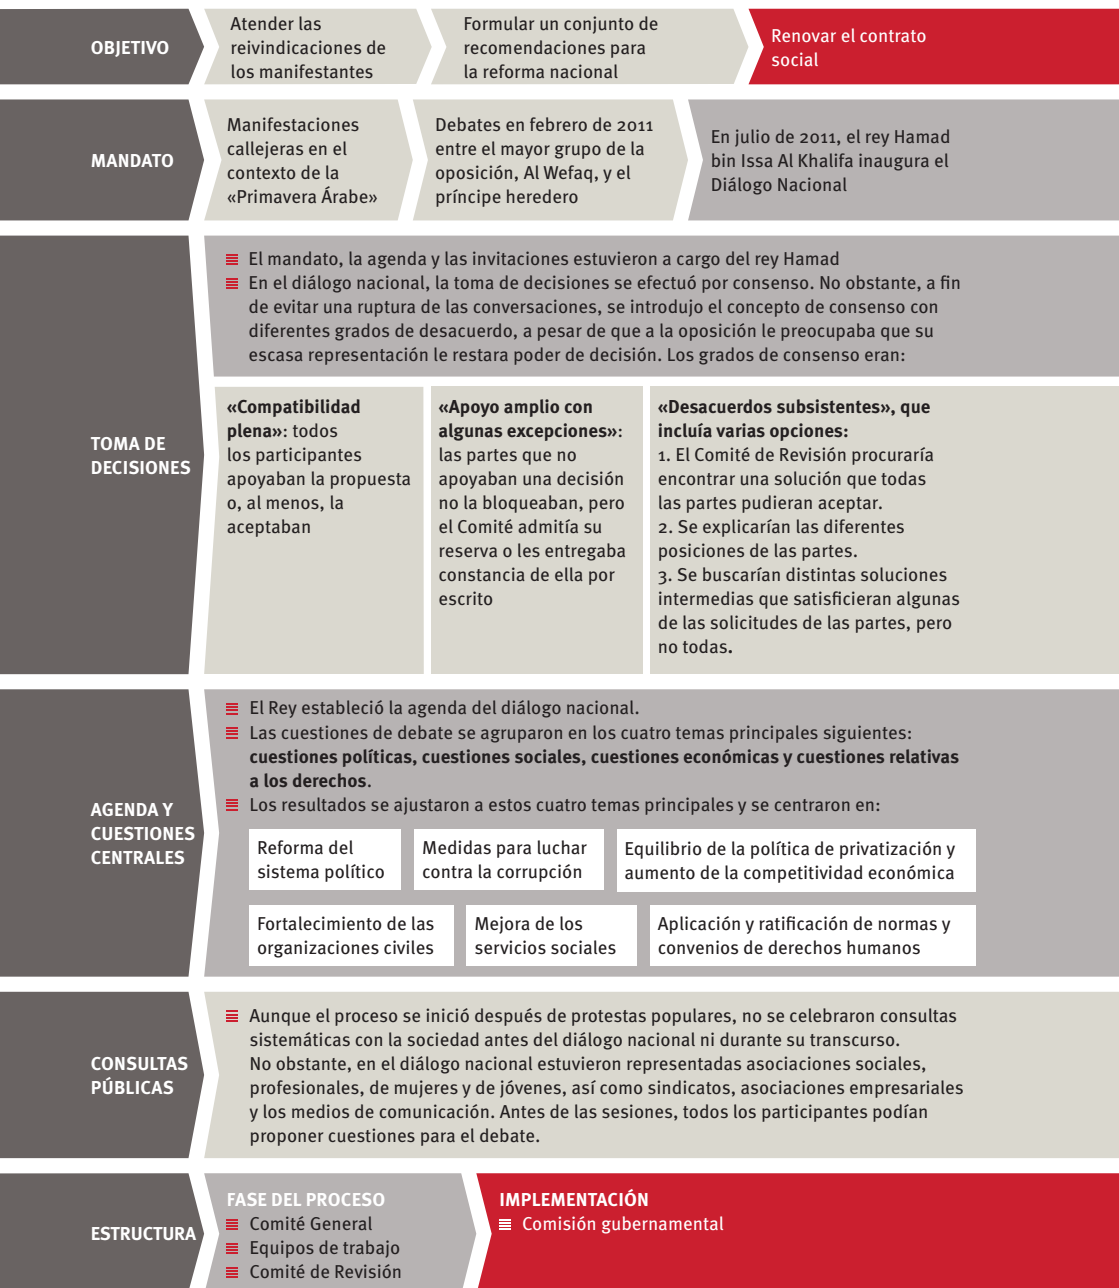 OBJETIVO
Atender las
reivindicaciones de
los manifestantes
Formular un conjunto de
recomendaciones para
la reforma nacional
Renovar el contrato
social
MANDATO
Manifestaciones
callejeras en el
contexto de la
«Primavera Árabe»
Debates en febrero de 2011
entre el mayor grupo de la
oposición, Al Wefaq, y el
príncipe heredero
En julio de 2011, el rey Hamad
bin Issa Al Khalifa inaugura el
Diálogo Nacional
TOMA DE
DECISIONES
El mandato, la agenda y las invitaciones estuvieron a cargo del rey Hamad
En el diálogo nacional, la toma de decisiones se efectuó por consenso. No obstante, a fin
de evitar una ruptura de las conversaciones, se introdujo el concepto de consenso con
diferentes grados de desacuerdo, a pesar de que a la oposición le preocupaba que su
escasa representación le restara poder de decisión. Los grados de consenso eran:
«Compatibilidad
plena»: todos
los participantes
apoyaban la propuesta
o, al menos, la
aceptaban
«Apoyo amplio con
algunas excepciones»:
las partes que no
apoyaban una decisión
no la bloqueaban, pero
el Comité admitía su
reserva o les entregaba
constancia de ella por
escrito
«Desacuerdos subsistentes», que
incluía varias opciones:
1. El Comité de Revisión procuraría
encontrar una solución que todas
las partes pudieran aceptar.
2. Se explicarían las diferentes
posiciones de las partes.
3. Se buscarían distintas soluciones
intermedias que satisficieran algunas
de las solicitudes de las partes, pero
no todas.
AGENDA Y
CUESTIONES
CENTRALES
El Rey estableció la agenda del diálogo nacional.
Las cuestiones de debate se agruparon en los cuatro temas principales siguientes:
cuestiones políticas, cuestiones sociales, cuestiones económicas y cuestiones relativas
a los derechos.
Los resultados se ajustaron a estos cuatro temas principales y se centraron en:
Reforma del
sistema político
Medidas para luchar
contra la corrupción
Equilibrio de la política de privatización y
aumento de la competitividad económica
Fortalecimiento de las
organizaciones civiles
Mejora de los
servicios sociales
Aplicación y ratificación de normas y
convenios de derechos humanos
CONSULTAS
PÚBLICAS
Aunque el proceso se inició después de protestas populares, no se celebraron consultas
sistemáticas con la sociedad antes del diálogo nacional ni durante su transcurso.
No obstante, en el diálogo nacional estuvieron representadas asociaciones sociales,
profesionales, de mujeres y de jóvenes, así como sindicatos, asociaciones empresariales
y los medios de comunicación. Antes de las sesiones, todos los participantes podían
proponer cuestiones para el debate.
ESTRUCTURA
FASE DEL PROCESO
Comité General
Equipos de trabajo
Comité de Revisión
IMPLEMENTACIÓN
Comisión gubernamental